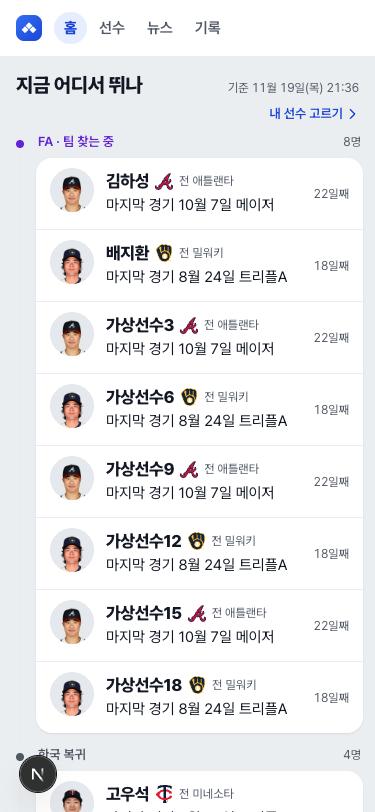 홈 선수 뉴스 기록
지금 어디서 뛰나 기준 11월 19일(목) 21:36
내 선수 고르기
FA · 팀 찾는 중 8명
김하성 전 애틀랜타
마지막 경기 10월 7일 메이저 22일째
배지환 전 밀워키
마지막 경기 8월 24일 트리플A 18일째
가상선수3 전 애틀랜타
마지막 경기 10월 7일 메이저 22일째
가상선수6 전 밀워키
마지막 경기 8월 24일 트리플A 18일째
가상선수9 전 애틀랜타
마지막 경기 10월 7일 메이저 22일째
가상선수12 전 밀워키
마지막 경기 8월 24일 트리플A 18일째
가상선수15 전 애틀랜타
마지막 경기 10월 7일 메이저 22일째
가상선수18 전 밀워키
마지막 경기 8월 24일 트리플A 18일째
한국 복귀 4명
N
고우석 전 미네소타